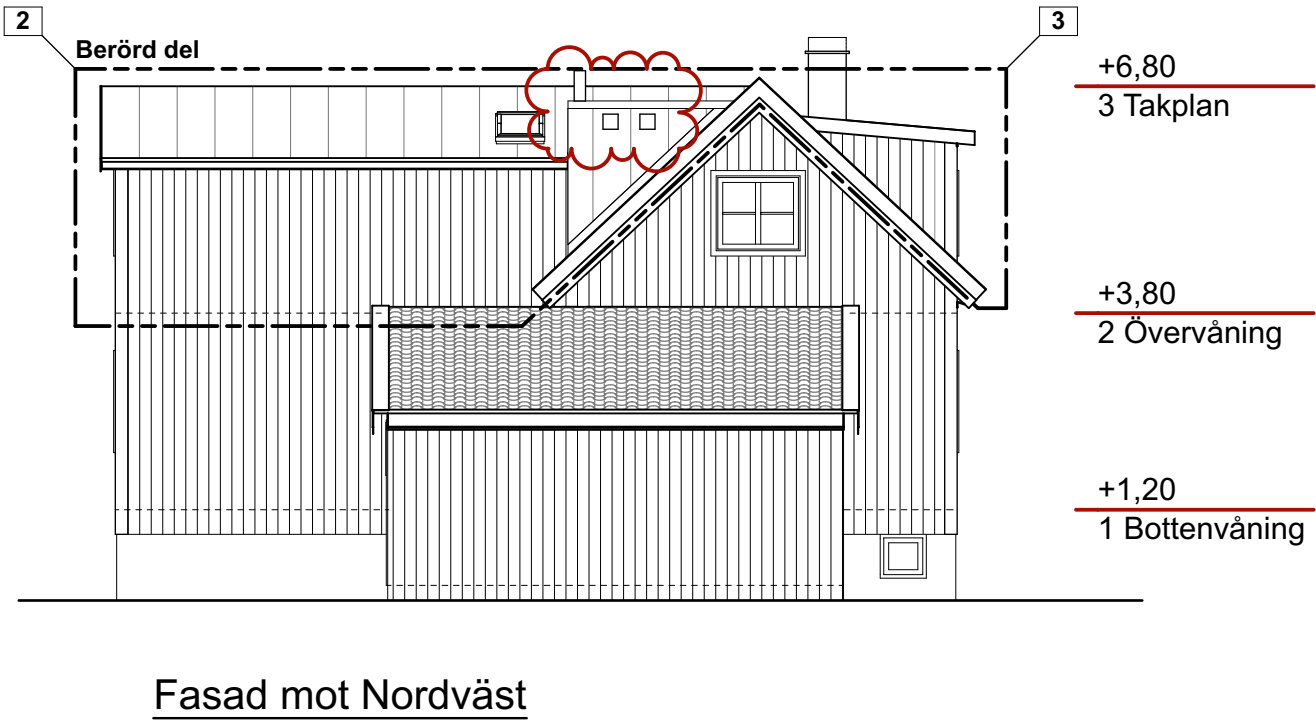 2
3
Berörd del
+6,80
3 Takplan
+3,80
2 Övervåning
+1,20
1 Bottenvåning
Fasad mot Nordväst